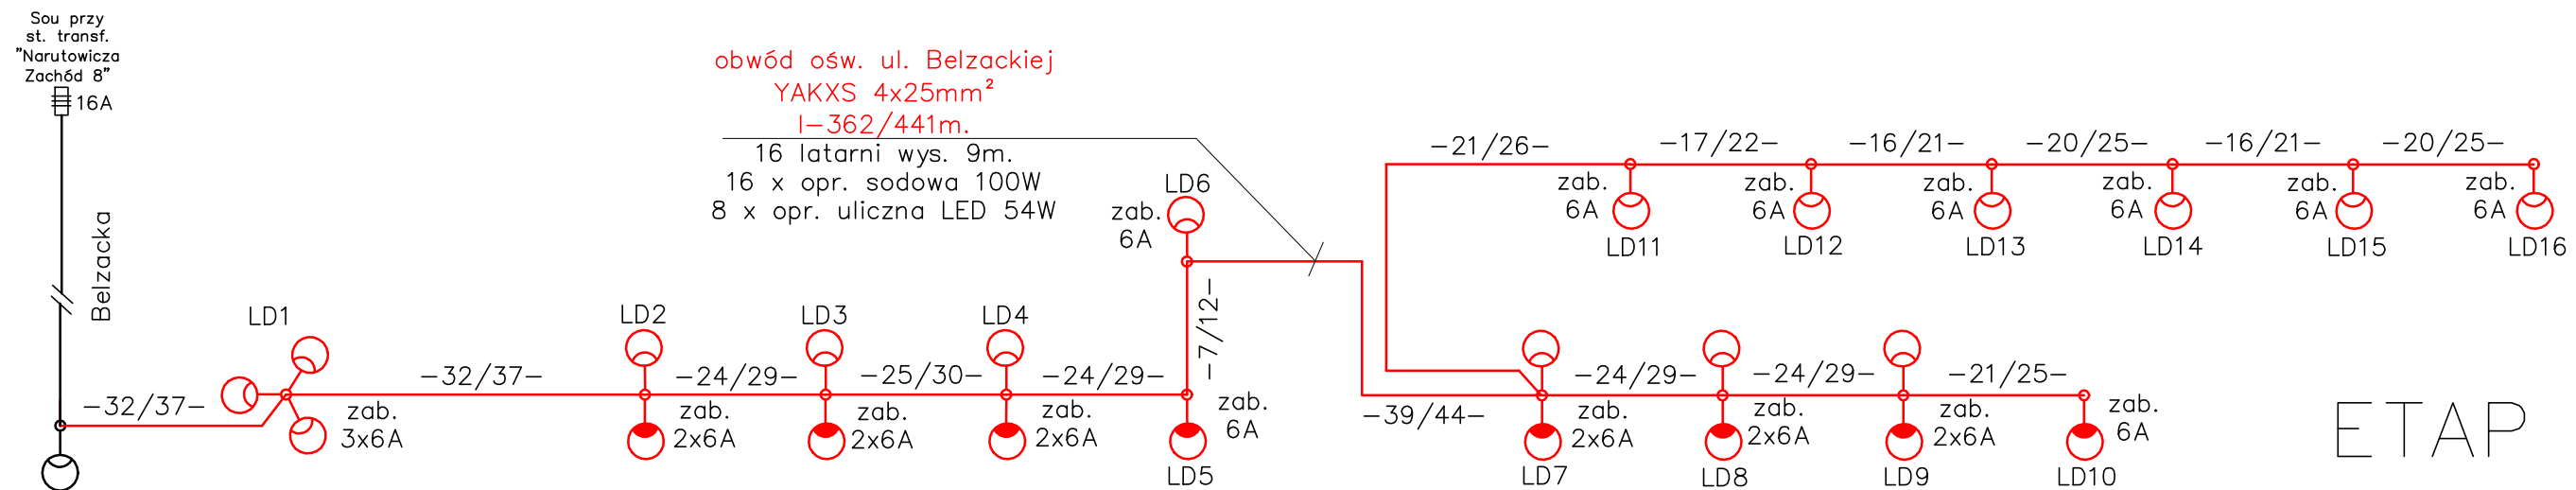 Sou przy
st. transf.
"Narutowicza
Zachód 8"
16A
Belzacka
obwód ośw. ul. Belzackiej
YAKXS 4x25mm²
l-362/441m.
16 latarni wys. 9m.
16 x opr. sodowa 100W
8 x opr. uliczna LED 54W
-32/37-
LD1
zab.
3x6A
-32/37-
LD2
zab.
2x6A
-24/29-
LD3
zab.
2x6A
-25/30-
LD4
zab.
2x6A
-24/29-
zab.
6A
LD5
-7/12-
LD6
zab.
6A
-39/44-
zab.
2x6A
LD7
-24/29-
zab.
2x6A
LD8
-24/29-
zab.
2x6A
LD9
-21/25-
zab.
6A
LD10
-21/26-
zab.
6A
LD11
-17/22-
zab.
6A
LD12
-16/21-
zab.
6A
LD13
-20/25-
zab.
6A
LD14
-16/21-
zab.
6A
LD15
-20/25-
zab.
6A
LD16
ETAP